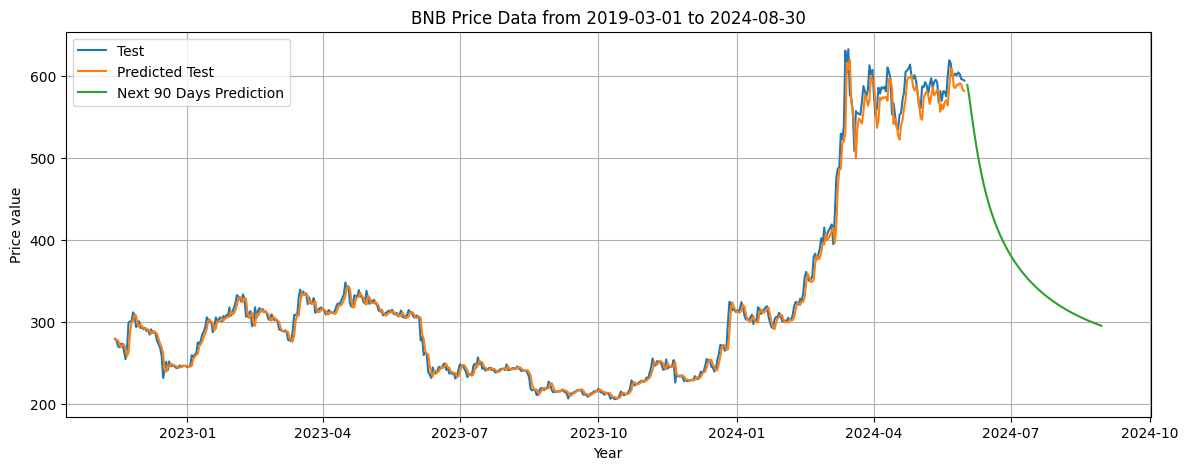 BNB Price Data from 2019-03-01 to 2024-08-30
Test
Predicted Test
Next 90 Days Prediction
Price value
600
500
400
300
200
2023-01
2023-04
2023-07
2023-10
2024-01
2024-04
2024-07
2024-10
Year